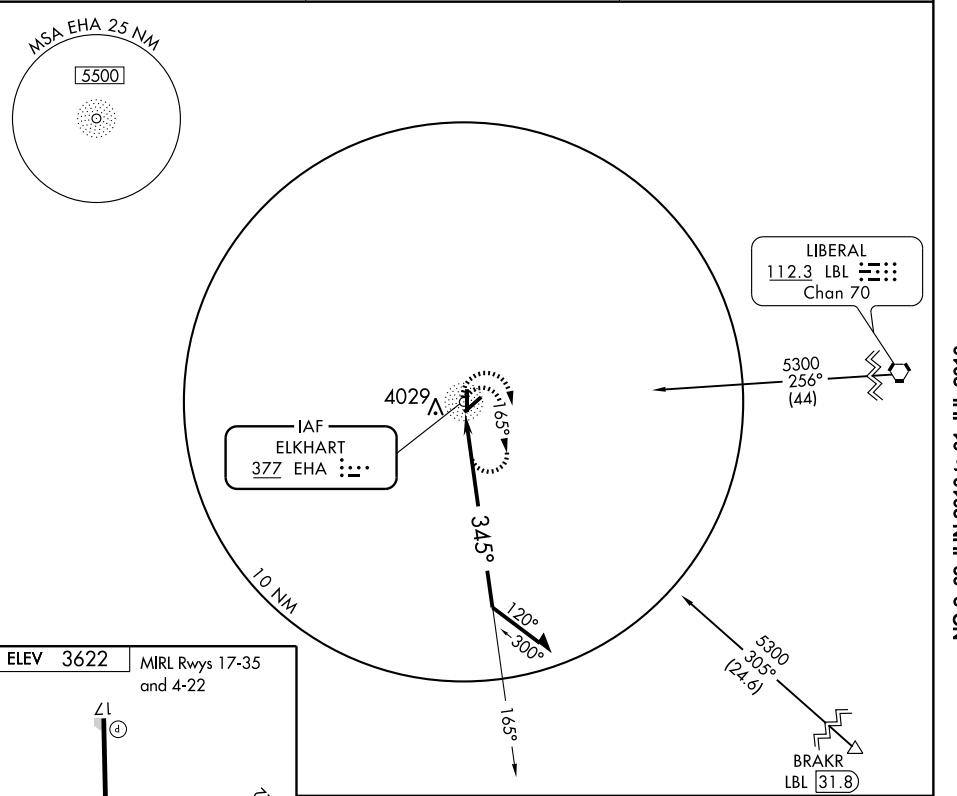 MSA EHA 25 NM
5500
LIBERAL
112.3 LBL
Chan 70
5300
256°
(44)
4029
165°
IAF
ELKHART
377 EHA
345°
10 NM
120°
300°
165°
5300
305°
(24.6)
BRAKR
LBL 31.8
ELEV 3622
MIRL Rwys 17-35
and 4-22
17
P